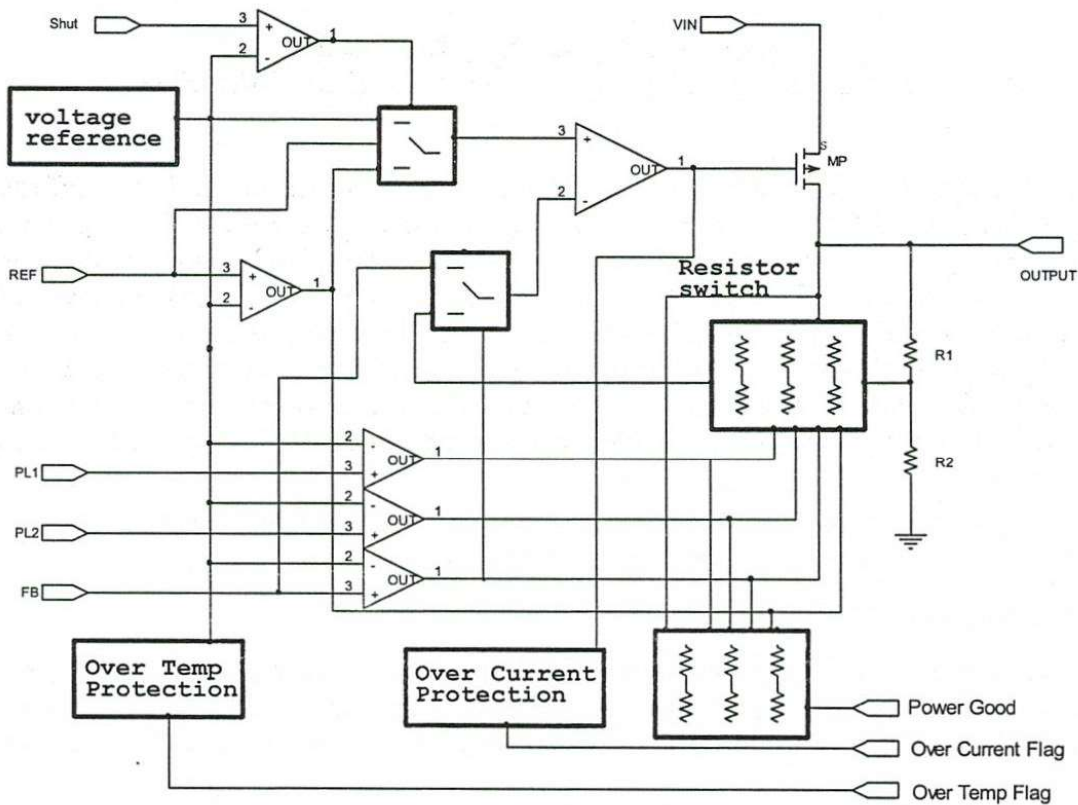 Shut
3
+
OUT
1
2
-
VIN
voltage
reference
3
+
OUT
1
2
-
S
MP
REF
3
+
OUT
1
2
-
Resistor
switch
OUTPUT
R1
R2
2
-
OUT
1
PL1
3
+
2
-
OUT
1
PL2
3
+
2
-
OUT
1
FB
3
+
Over Temp
Protection
Over Current
Protection
Power Good
Over Current Flag
Over Temp Flag